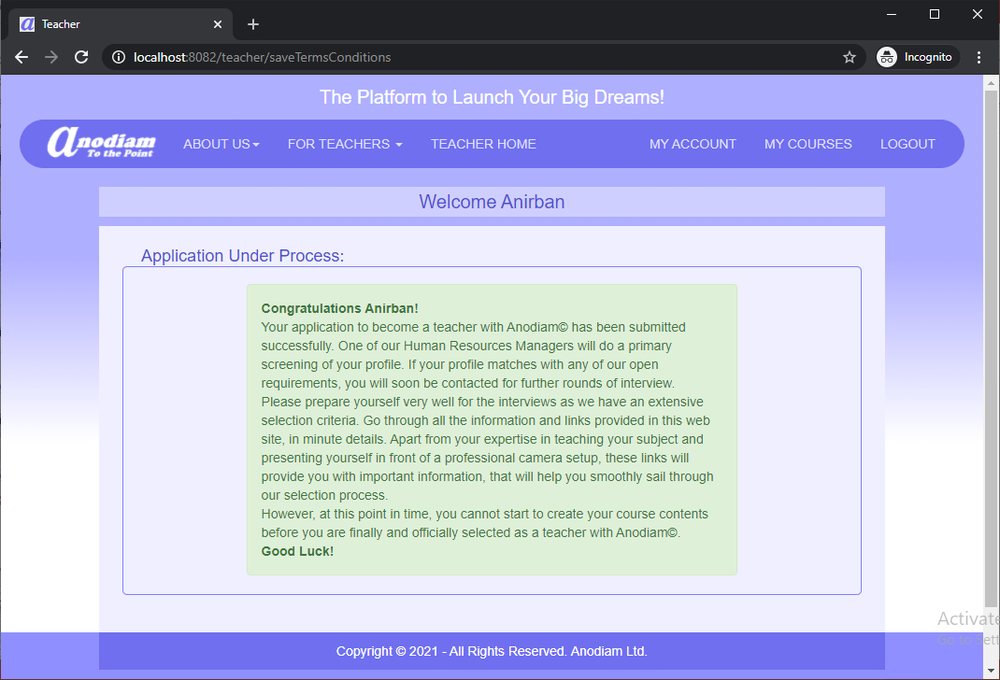 Teacher
localhost:8082/teacher/saveTermsConditions
Incognito
The Platform to Launch Your Big Dreams!
anodiam
To the Point
ABOUT US
FOR TEACHERS
TEACHER HOME
MY ACCOUNT
MY COURSES
LOGOUT
Welcome Anirban
Application Under Process:
Congratulations Anirban!
Your application to become a teacher with Anodiam© has been submitted
successfully. One of our Human Resources Managers will do a primary
screening of your profile. If your profile matches with any of our open
requirements, you will soon be contacted for further rounds of interview.
Please prepare yourself very well for the interviews as we have an extensive
selection criteria. Go through all the information and links provided in this web
site, in minute details. Apart from your expertise in teaching your subject and
presenting yourself in front of a professional camera setup, these links will
provide you with important information, that will help you smoothly sail through
our selection process.
However, at this point in time, you cannot start to create your course contents
before you are finally and officially selected as a teacher with Anodiam©.
Good Luck!
Activate
Go to Sett
Copyright © 2021 - All Rights Reserved. Anodiam Ltd.